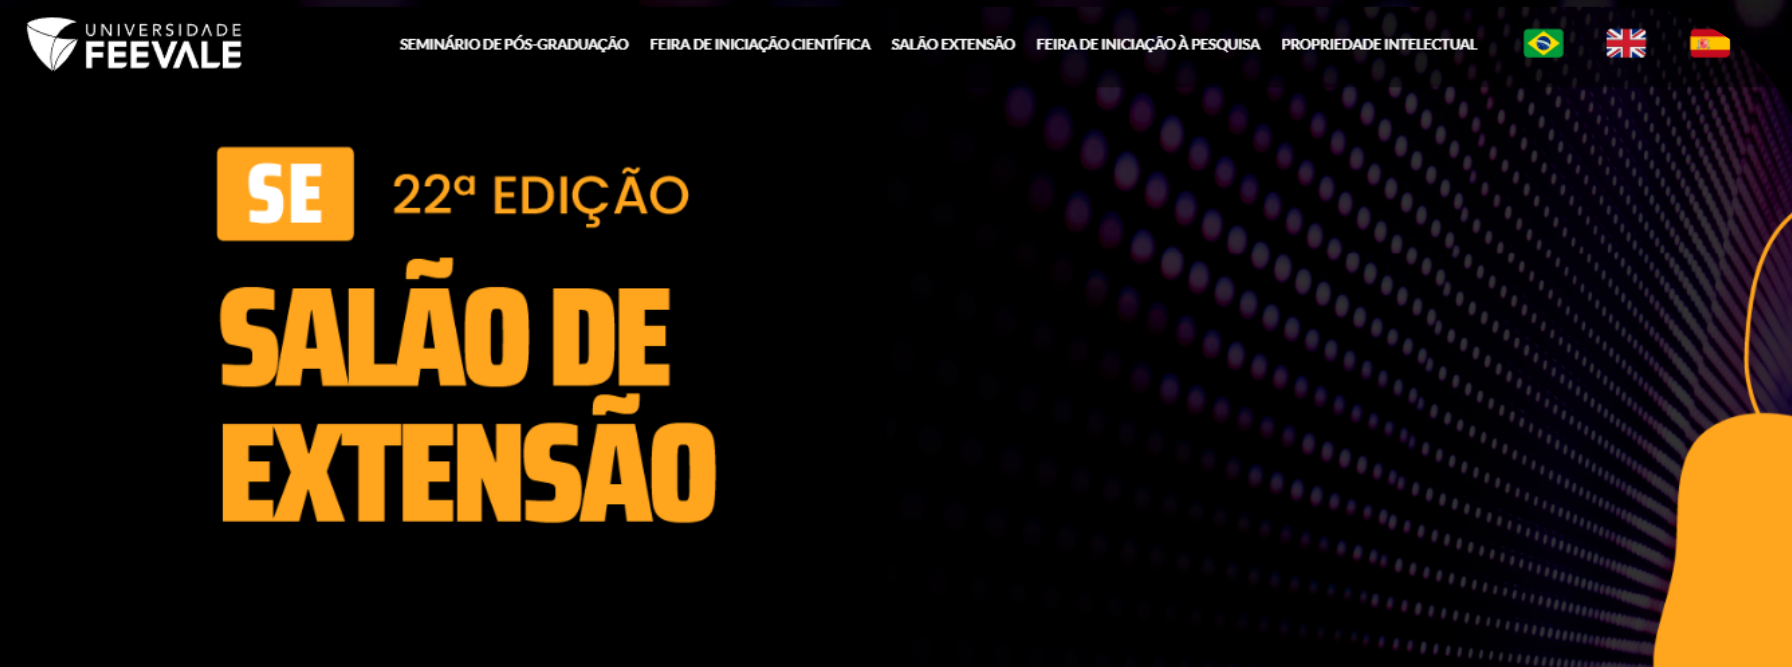 UNIVERSIDADE
FEEVALE
SEMINÁRIO DE PÓS-GRADUAÇÃO FEIRA DE INICIAÇÃO CIENTÍFICA SALÃO EXTENSÃO FEIRA DE INICIAÇÃO À PESQUISA PROPRIEDADE INTELECTUAL
SE 22ª EDIÇÃO
SALÃO DE
EXTENSÃO